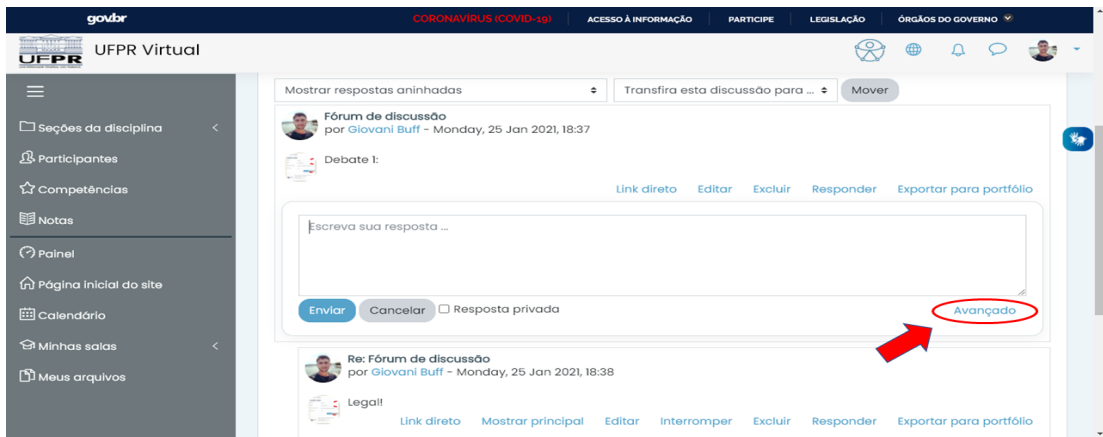 govbr
CORONAVÍRUS (COVID-19)
ACESSO À INFORMAÇÃO
PARTICIPE
LEGISLAÇÃO
ÓRGÃOS DO GOVERNO
UFPR
UFPR Virtual
Seções da disciplina
Participantes
Competências
Notas
Painel
Página inicial do site
Calendário
Minhas salas
Meus arquivos
Mostrar respostas aninhadas
Transfira esta discussão para ...
Mover
Fórum de discussão
por Giovani Buff - Monday, 25 Jan 2021, 18:37
Debate 1:
Link direto Editar Excluir Responder Exportar para portfólio
Escreva sua resposta ...
Enviar Cancelar Resposta privada Avançado
Re: Fórum de discussão
por Giovani Buff - Monday, 25 Jan 2021, 18:38
Legal!
Link direto Mostrar principal Editar Interromper Excluir Responder Exportar para portfólio